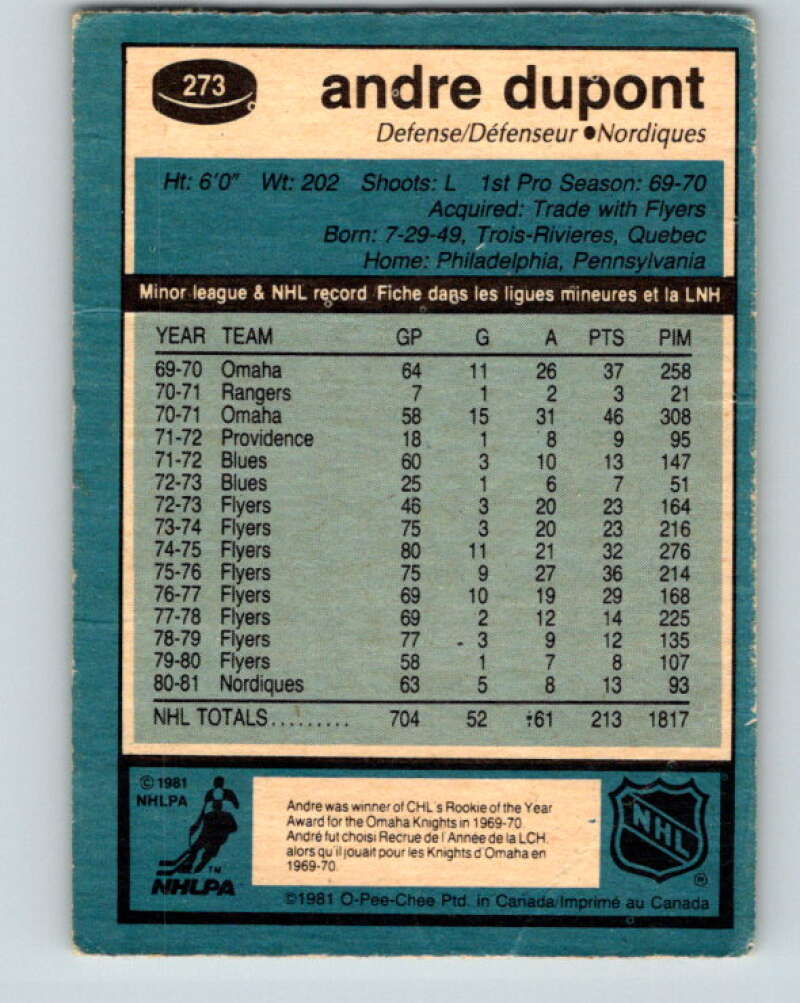 273
andre dupont
Defense/Défenseur ●Nordiques
Ht: 6'0" Wt: 202 Shoots: L 1st Pro Season: 69-70
Acquired: Trade with Flyers
Born: 7-29-49, Trois-Rivieres, Quebec
Home: Philadelphia, Pennsylvania
Minor league & NHL record Fiche dans les ligues mineures et la LNH
YEAR TEAM GP G A PTS PIM
69-70 Omaha 64 11 26 37 258
70-71 Rangers 7 1 2 3 21
70-71 Omaha 58 15 31 46 308
71-72 Providence 18 1 8 9 95
71-72 Blues 60 3 10 13 147
72-73 Blues 25 1 6 7 51
72-73 Flyers 46 3 20 23 164
73-74 Flyers 75 3 20 23 216
74-75 Flyers 80 11 21 32 276
75-76 Flyers 75 9 27 36 214
76-77 Flyers 69 10 19 29 168
77-78 Flyers 69 2 12 14 225
78-79 Flyers 77 3 9 12 135
79-80 Flyers 58 1 7 8 107
80-81 Nordiques 63 5 8 13 93
NHL TOTALS......... 704 52 161 213 1817
© 1981
NHLPA
TM
NHLPA
Andre was winner of CHL's Rookie of the Year
Award for the Omaha Knights in 1969-70.
André fut choisi Recrue de l'Année de la LCH,
alors qu'il jouait pour les Knights d'Omaha en
1969-70.
NHL
®
©1981 O-Pee-Chee Ptd. in Canada/Imprimé au Canada